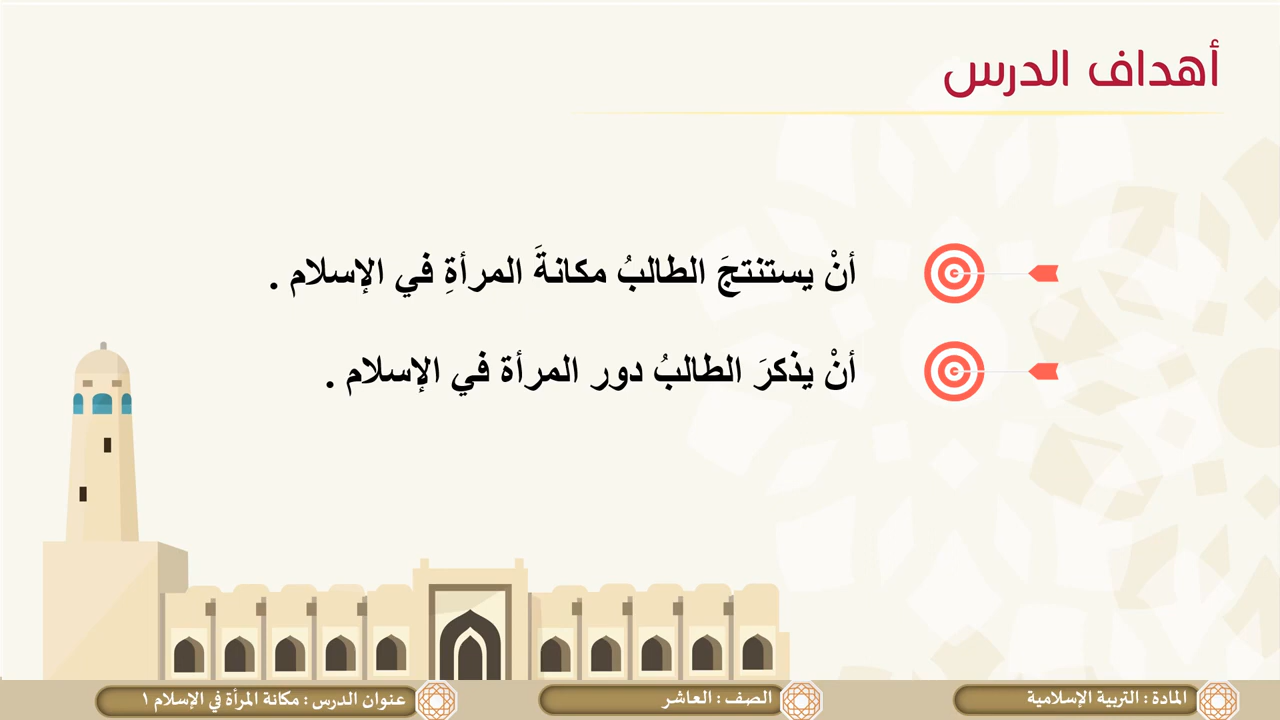 أهداف الدرس
أنْ يستنتجَ الطالبُ مكانةَ المرأةِ في الإسلام .
أنْ يذكرَ الطالبُ دور المرأة في الإسلام .
المادة : التربية الإسلامية
الصف : العاشر
عنوان الدرس : مكانة المرأة في الإسلام ١